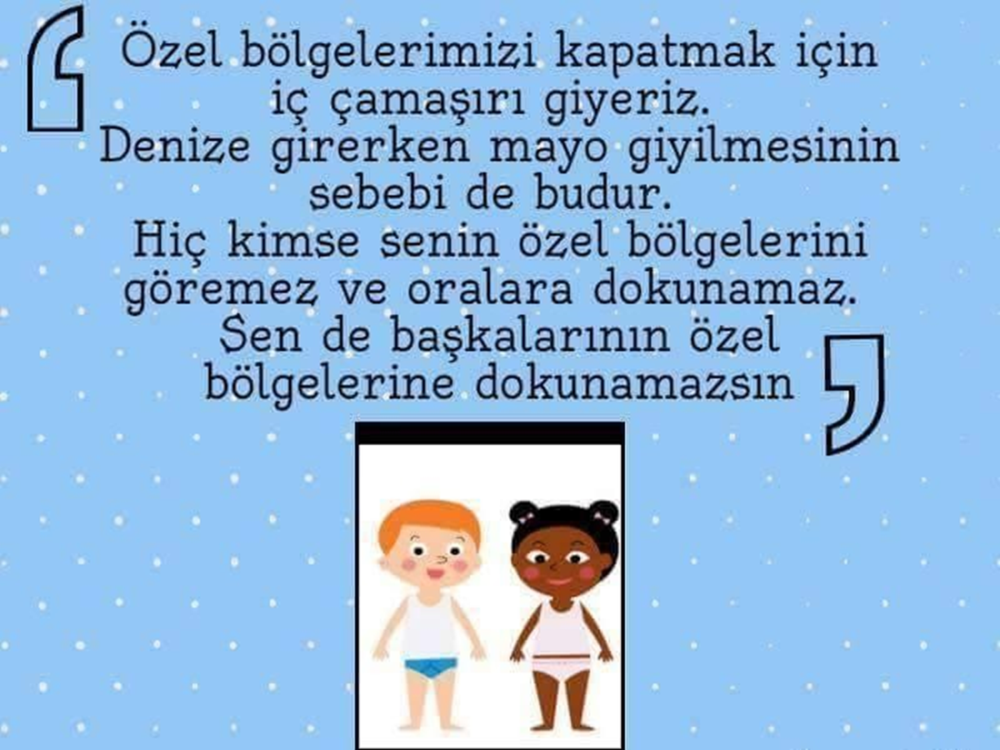 Özel bölgelerimizi kapatmak için
iç çamaşırı giyeriz.
Denize girerken mayo giyilmesinin
sebebi de budur.
Hiç kimse senin özel bölgelerini
göremez ve oralara dokunamaz.
Sen de başkalarının özel
bölgelerine dokunamazsın